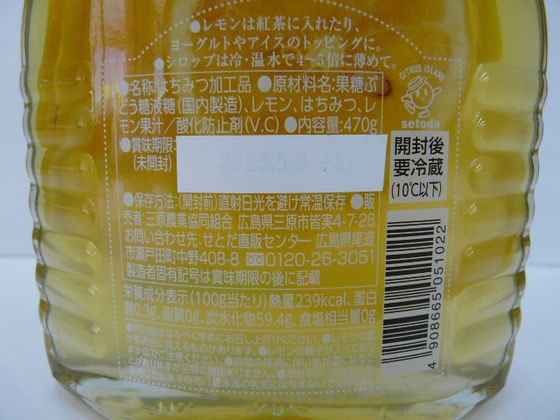 ●レモンは紅茶に入れたり、
ヨーグルトやアイスのトッピングに。
●シロップは冷・温水で4~5倍に薄めて。
CITRUS ISLAND
setoda
●名称:はちみつ加工品 ●原材料名:果糖ぶ
どう糖液糖(国内製造)、レモン、はちみつ、レ
モン果汁/酸化防止剤(V.C) ●内容量:470g
●賞味期限:
(未開封)
2023.5.9
開封後
要冷蔵
(10℃以下)
●保存方法:(開封前)直射日光を避け常温保存 ●販
売者:三原農業協同組合 広島県三原市皆実4-7-28
お問い合わせ先:せとだ直販センター 広島県尾道
市瀬戸田町中野408-8 0120-26-3051
製造者固有記号は賞味期限の後に記載
栄養成分表示(100g当たり)熱量239kcal、蛋白
質0.3g、脂質0g、炭水化物59.4g、食塩相当量0g
4 908665 051022